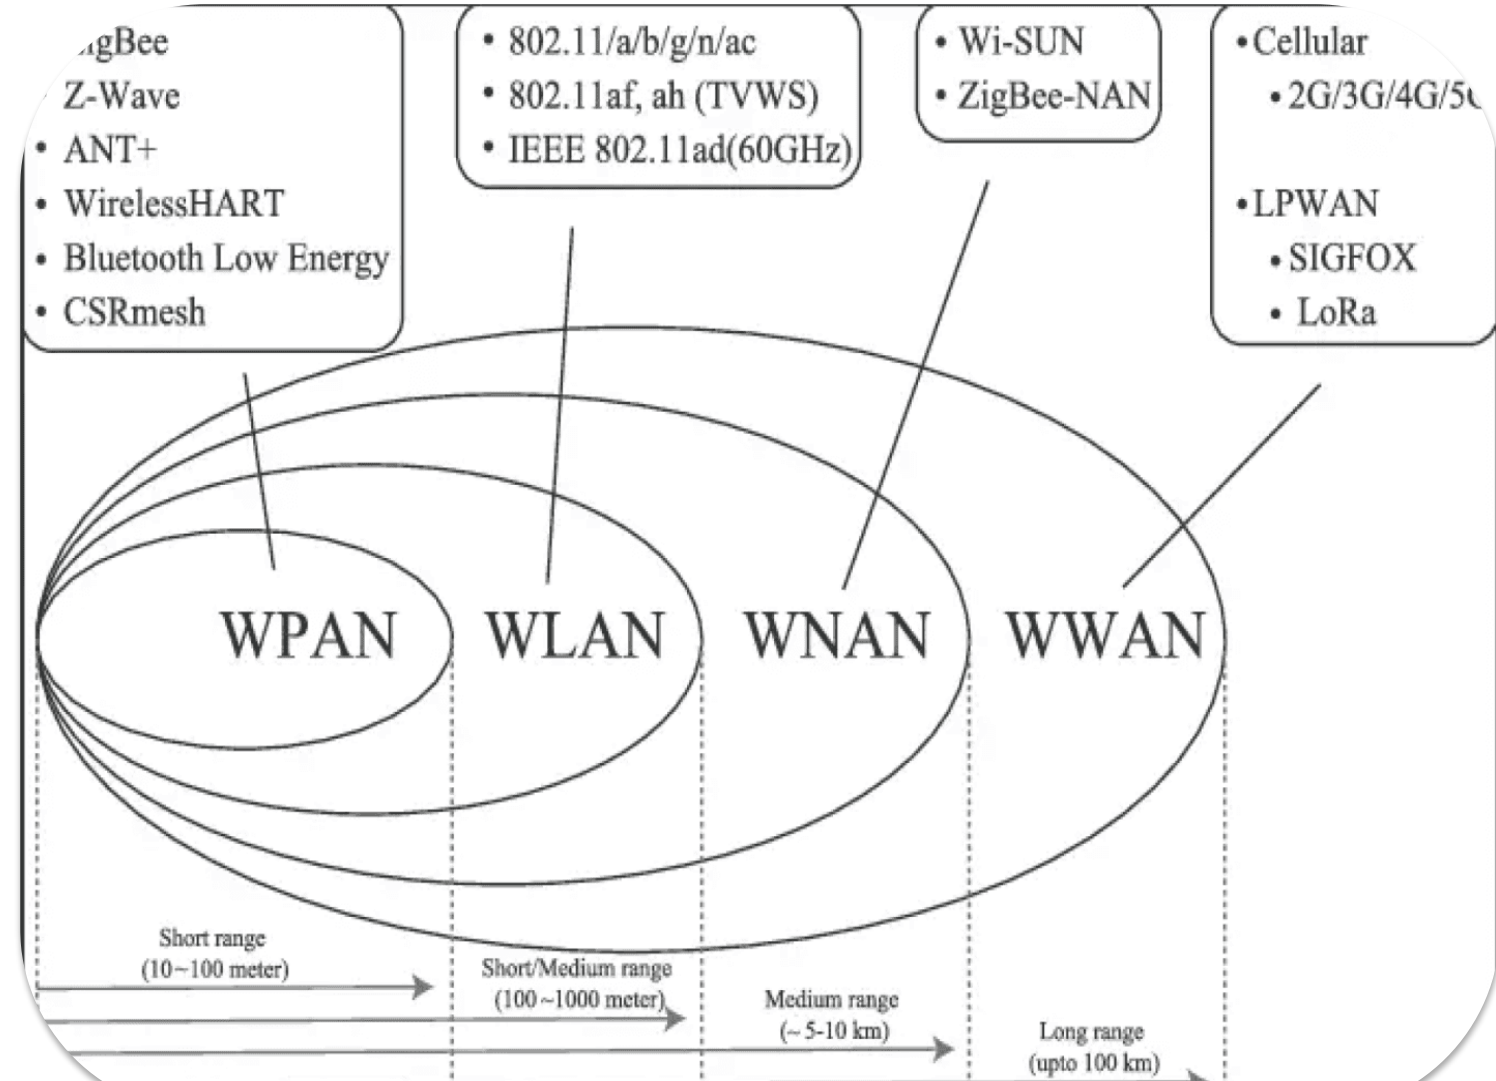 Z-Wave
• ANT+
• WirelessHART
• Bluetooth Low Energy
• CSRmesh
• 802.11/a/b/g/n/ac
• 802.11af, ah (TVWS)
• IEEE 802.11ad(60GHz)
• Wi-SUN
• ZigBee-NAN
• Cellular
• LPWAN
• SIGFOX
• LoRa
WPAN
WLAN
WNAN
WWAN
Short range
(10~100 meter)
Short/Medium range
(100~1000 meter)
Medium range
(~ 5-10 km)
Long range
(upto 100 km)